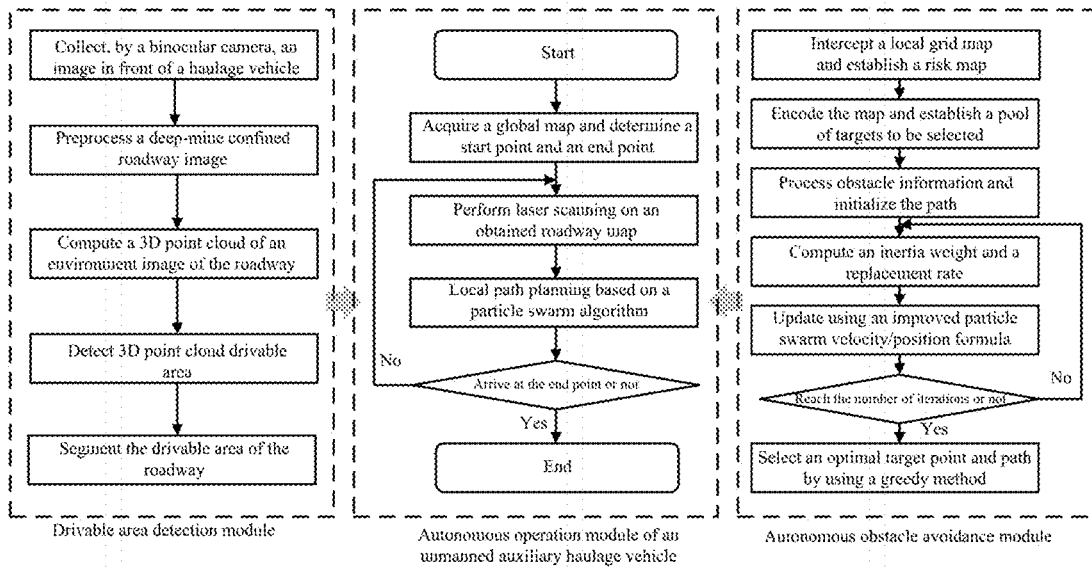 Collect, by a binocular camera, an
image in front of a haulage vehicle
Preprocess a deep-mine confined
roadway image
Compute a 3D point cloud of an
environment image of the roadway
Detect 3D point cloud drivable
area
Segment the drivable area of the
roadway
Drivable area detection module
Start
Acquire a global map and determine a
start point and an end point
Perform laser scanning on an
obtained roadway map
Local path planning based on a
particle swarm algorithm
No
Arrive at the end point or not
Yes
End
Autonomous operation module of an
unmanned auxiliary haulage vehicle
Intercept a local grid map
and establish a risk map
Encode the map and establish a pool
of targets to be selected
Process obstacle information and
initialize the path
Compute an inertia weight and a
replacement rate
Update using an improved particle
swarm velocity/position formula
No
Reach the number of iterations or not
Yes
Select an optimal target point and path
by using a greedy method
Autonomous obstacle avoidance module